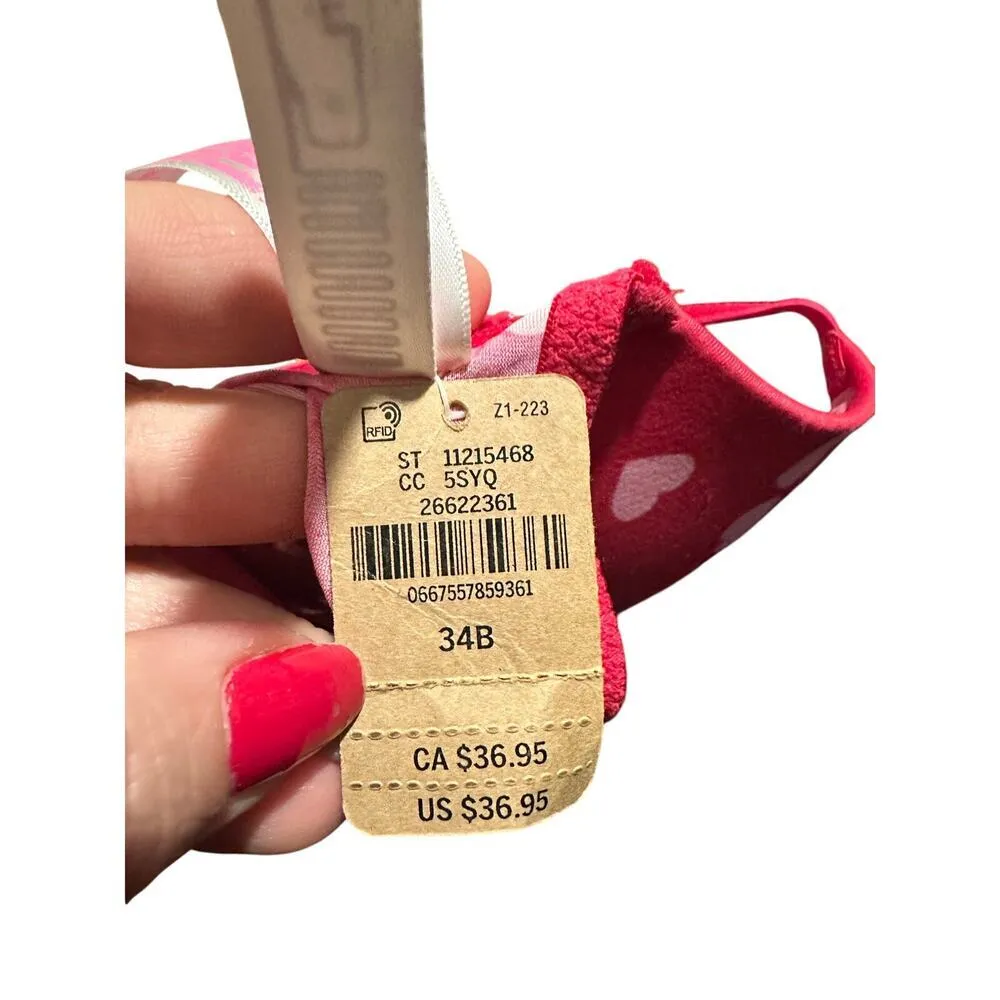 RFID
Z1-223
ST 11215468
CC 5SYQ
26622361
0667557859361
34B
CA $36.95
US $36.95